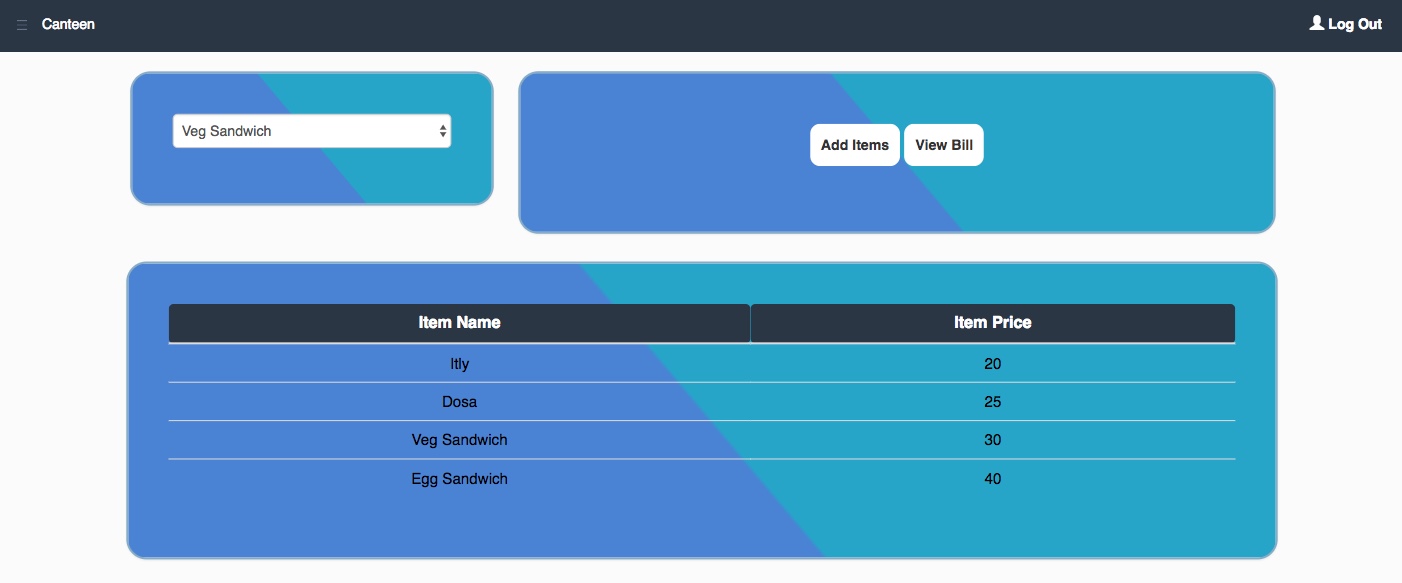 Canteen
Log Out
Veg Sandwich
Add Items View Bill
Item Name Item Price
Itly 20
Dosa 25
Veg Sandwich 30
Egg Sandwich 40